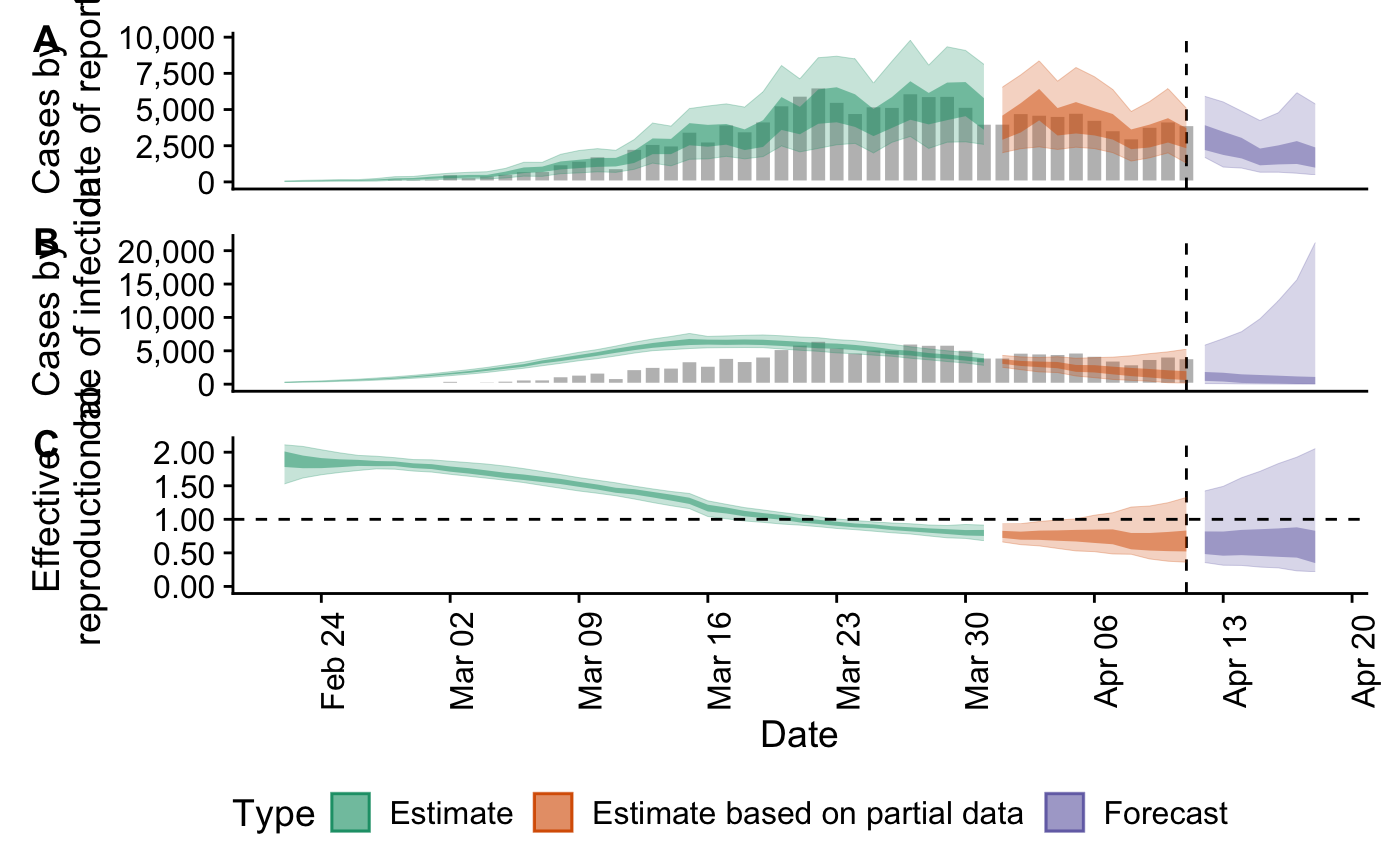 A
Cases by
date of report
10,000
7,500
5,000
2,500
0
B
Cases by
date of infection
20,000
15,000
10,000
5,000
0
C
Effective
reproduction no.
2.00
1.50
1.00
0.50
0.00
Feb 24
Mar 02
Mar 09
Mar 16
Mar 23
Mar 30
Apr 06
Apr 13
Apr 20
Date
Type Estimate Estimate based on partial data Forecast